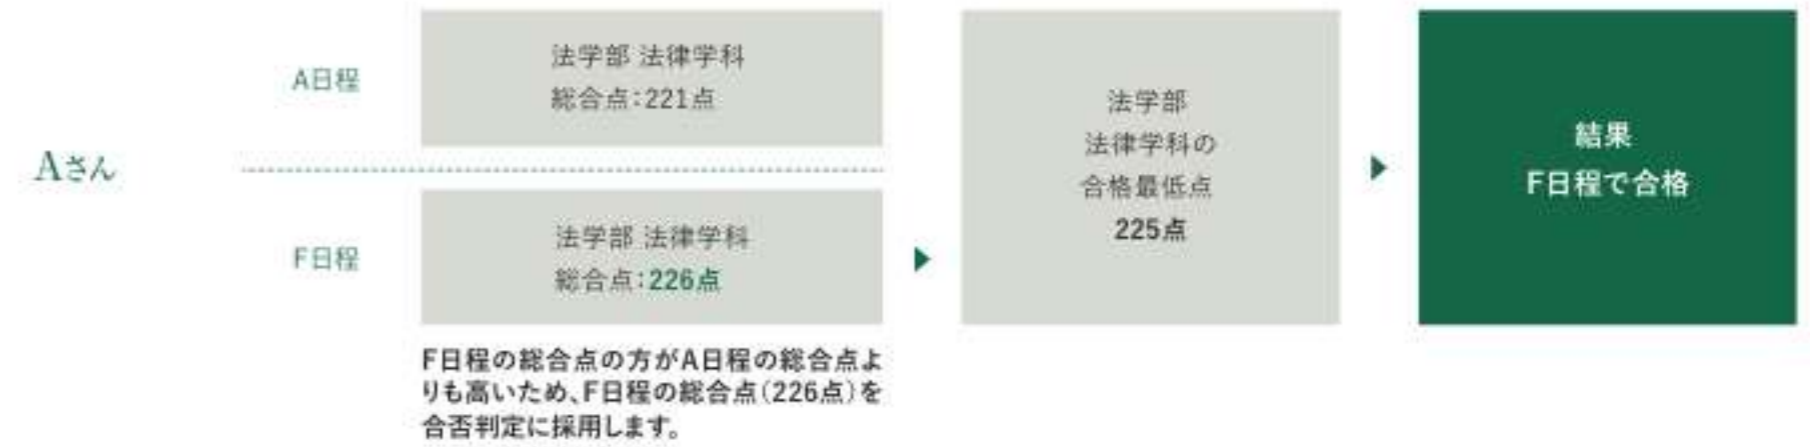 Aさん
A日程
法学部 法律学科
総合点：221点
F日程
法学部 法律学科
総合点：226点
F日程の総合点の方がA日程の総合点よ
りも高いため、F日程の総合点（226点）を
合否判定に採用します。
法学部
法律学科の
合格最低点
225点
結果
F日程で合格